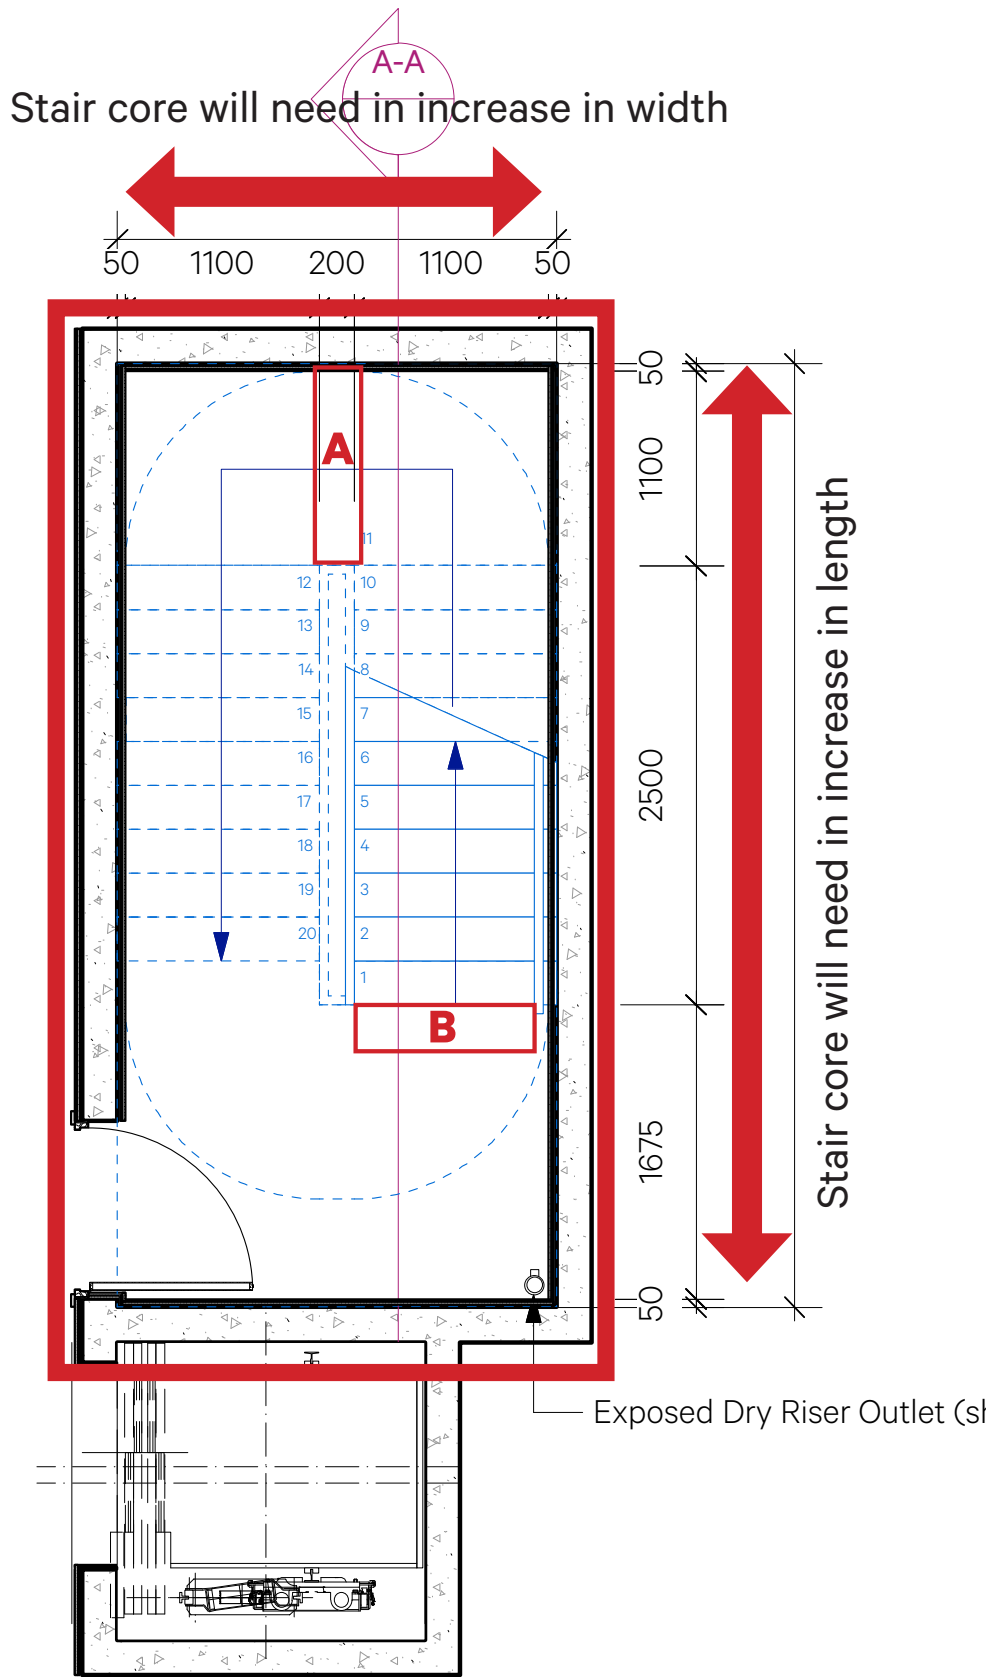 A-A
Stair core will need in increase in width
50 1100 200 1100 50
50
1100
2500
1675
50
Stair core will need in increase in length
A
11
12 10
13 9
14 8
15 7
16 6
17 5
18 4
19 3
20 2
1
B
Exposed Dry Riser Outlet (sh